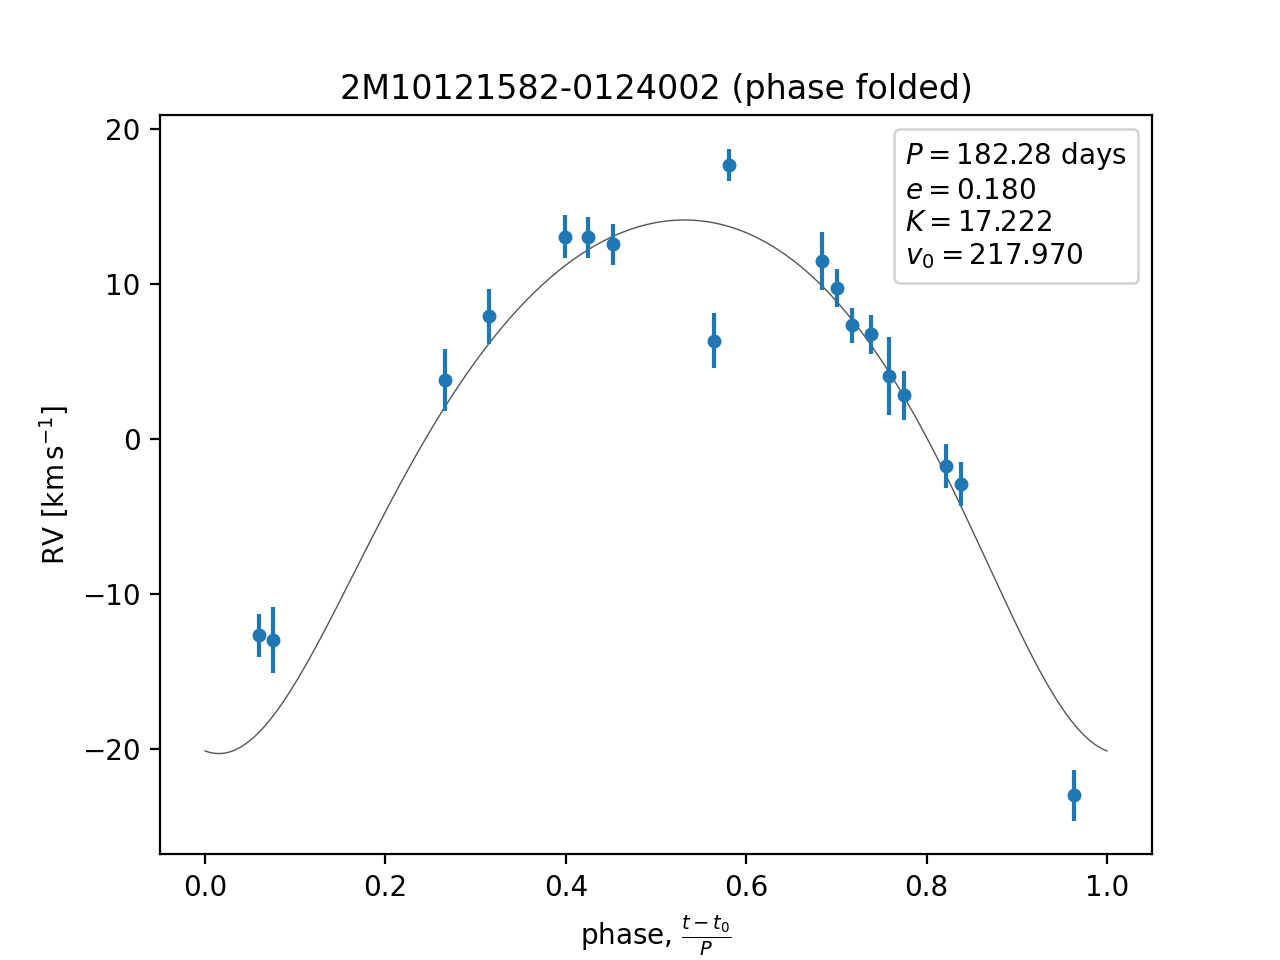 2M10121582-0124002 (phase folded)
P = 182.28 days
e = 0.180
K = 17.222
v₀ = 217.970
20
10
0
−10
−20
RV [km s⁻¹]
0.0 0.2 0.4 0.6 0.8 1.0
phase, (t − t₀)/P